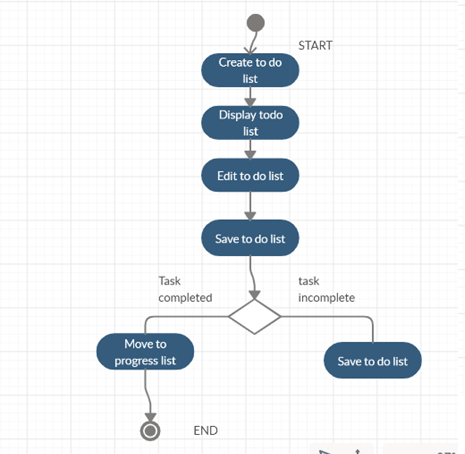 START
Create to do
list
Display todo
list
Edit to do list
Save to do list
Task
completed
task
incomplete
Move to
progress list
Save to do list
END